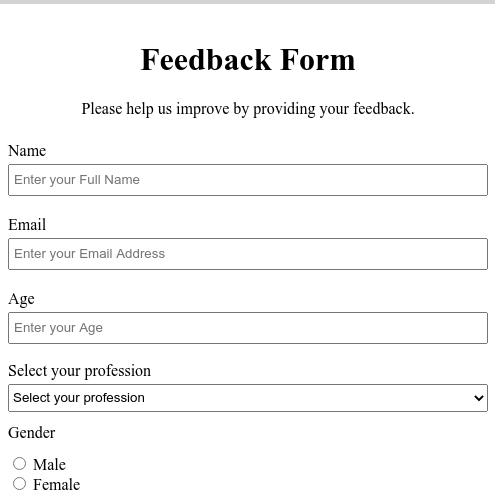 Feedback Form
Please help us improve by providing your feedback.
Name
Enter your Full Name
Email
Enter your Email Address
Age
Enter your Age
Select your profession
Select your profession
Gender
Male
Female